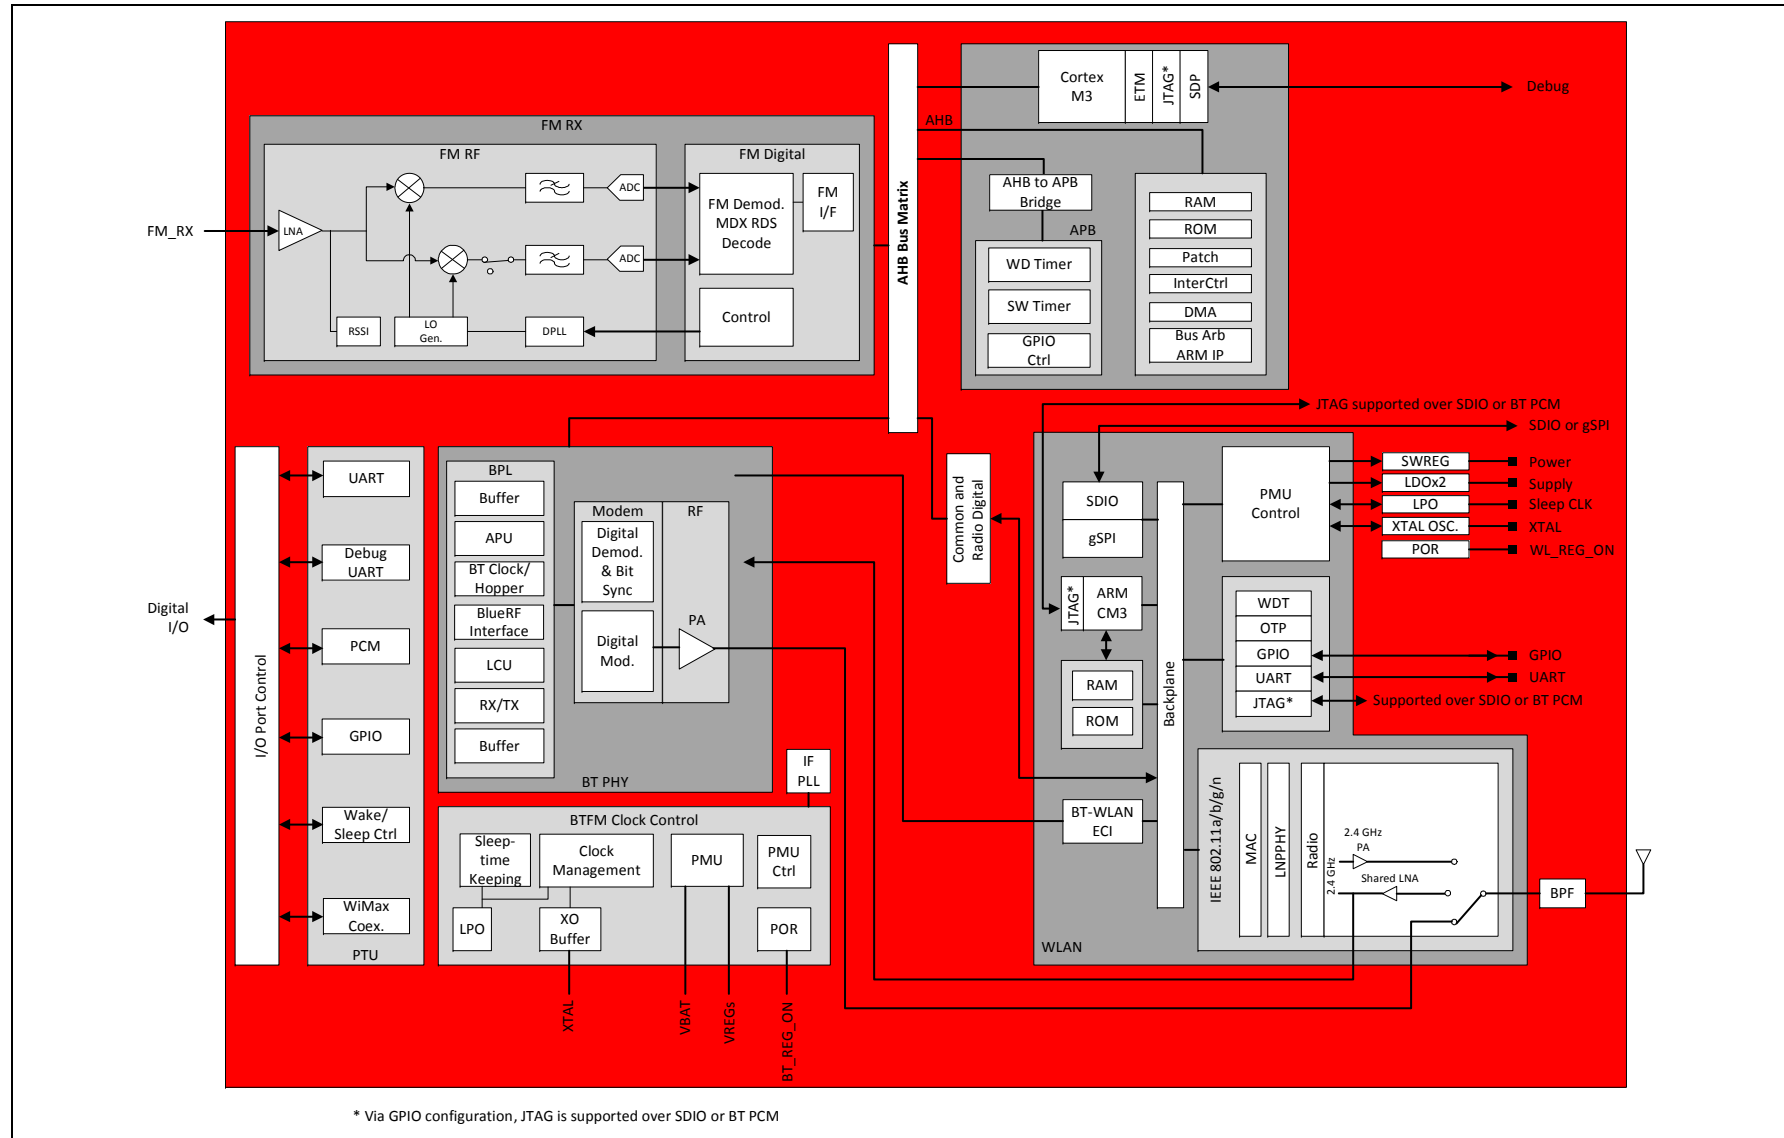 FM RX
FM RF
FM Digital
FM_RX
LNA
ADC
ADC
FM Demod.
MDX RDS
Decode
FM
I/F
RSSI
LO
Gen.
DPLL
Control
AHB Bus Matrix
AHB
Cortex
M3
ETM
JTAG*
SDP
Debug
AHB to APB
Bridge
APB
WD Timer
SW Timer
GPIO
Ctrl
RAM
ROM
Patch
InterCtrl
DMA
Bus Arb
ARM IP
JTAG supported over SDIO or BT PCM
SDIO or gSPI
Digital
I/O
I/O Port Control
UART
Debug
UART
PCM
GPIO
Wake/
Sleep Ctrl
WiMax
Coex.
PTU
BPL
Buffer
APU
BT Clock/
Hopper
BlueRF
Interface
LCU
RX/TX
Buffer
Modem
Digital
Demod.
& Bit
Sync
Digital
Mod.
RF
PA
BT PHY
IF
PLL
BTFM Clock Control
Sleep-
time
Keeping
Clock
Management
PMU
PMU
Ctrl
LPO
XO
Buffer
POR
XTAL
VBAT
VREGs
BT_REG_ON
Common and
Radio Digital
SDIO
gSPI
JTAG*
ARM
CM3
RAM
ROM
BT-WLAN
ECI
WLAN
Backplane
PMU
Control
SWREG
LDOx2
LPO
XTAL OSC.
POR
Power
Supply
Sleep CLK
XTAL
WL_REG_ON
WDT
OTP
GPIO
UART
JTAG*
GPIO
UART
Supported over SDIO or BT PCM
IEEE 802.11a/b/g/n
MAC
LNPPHY
Radio
2.4 GHz
2.4 GHz
PA
Shared LNA
BPF
* Via GPIO configuration, JTAG is supported over SDIO or BT PCM